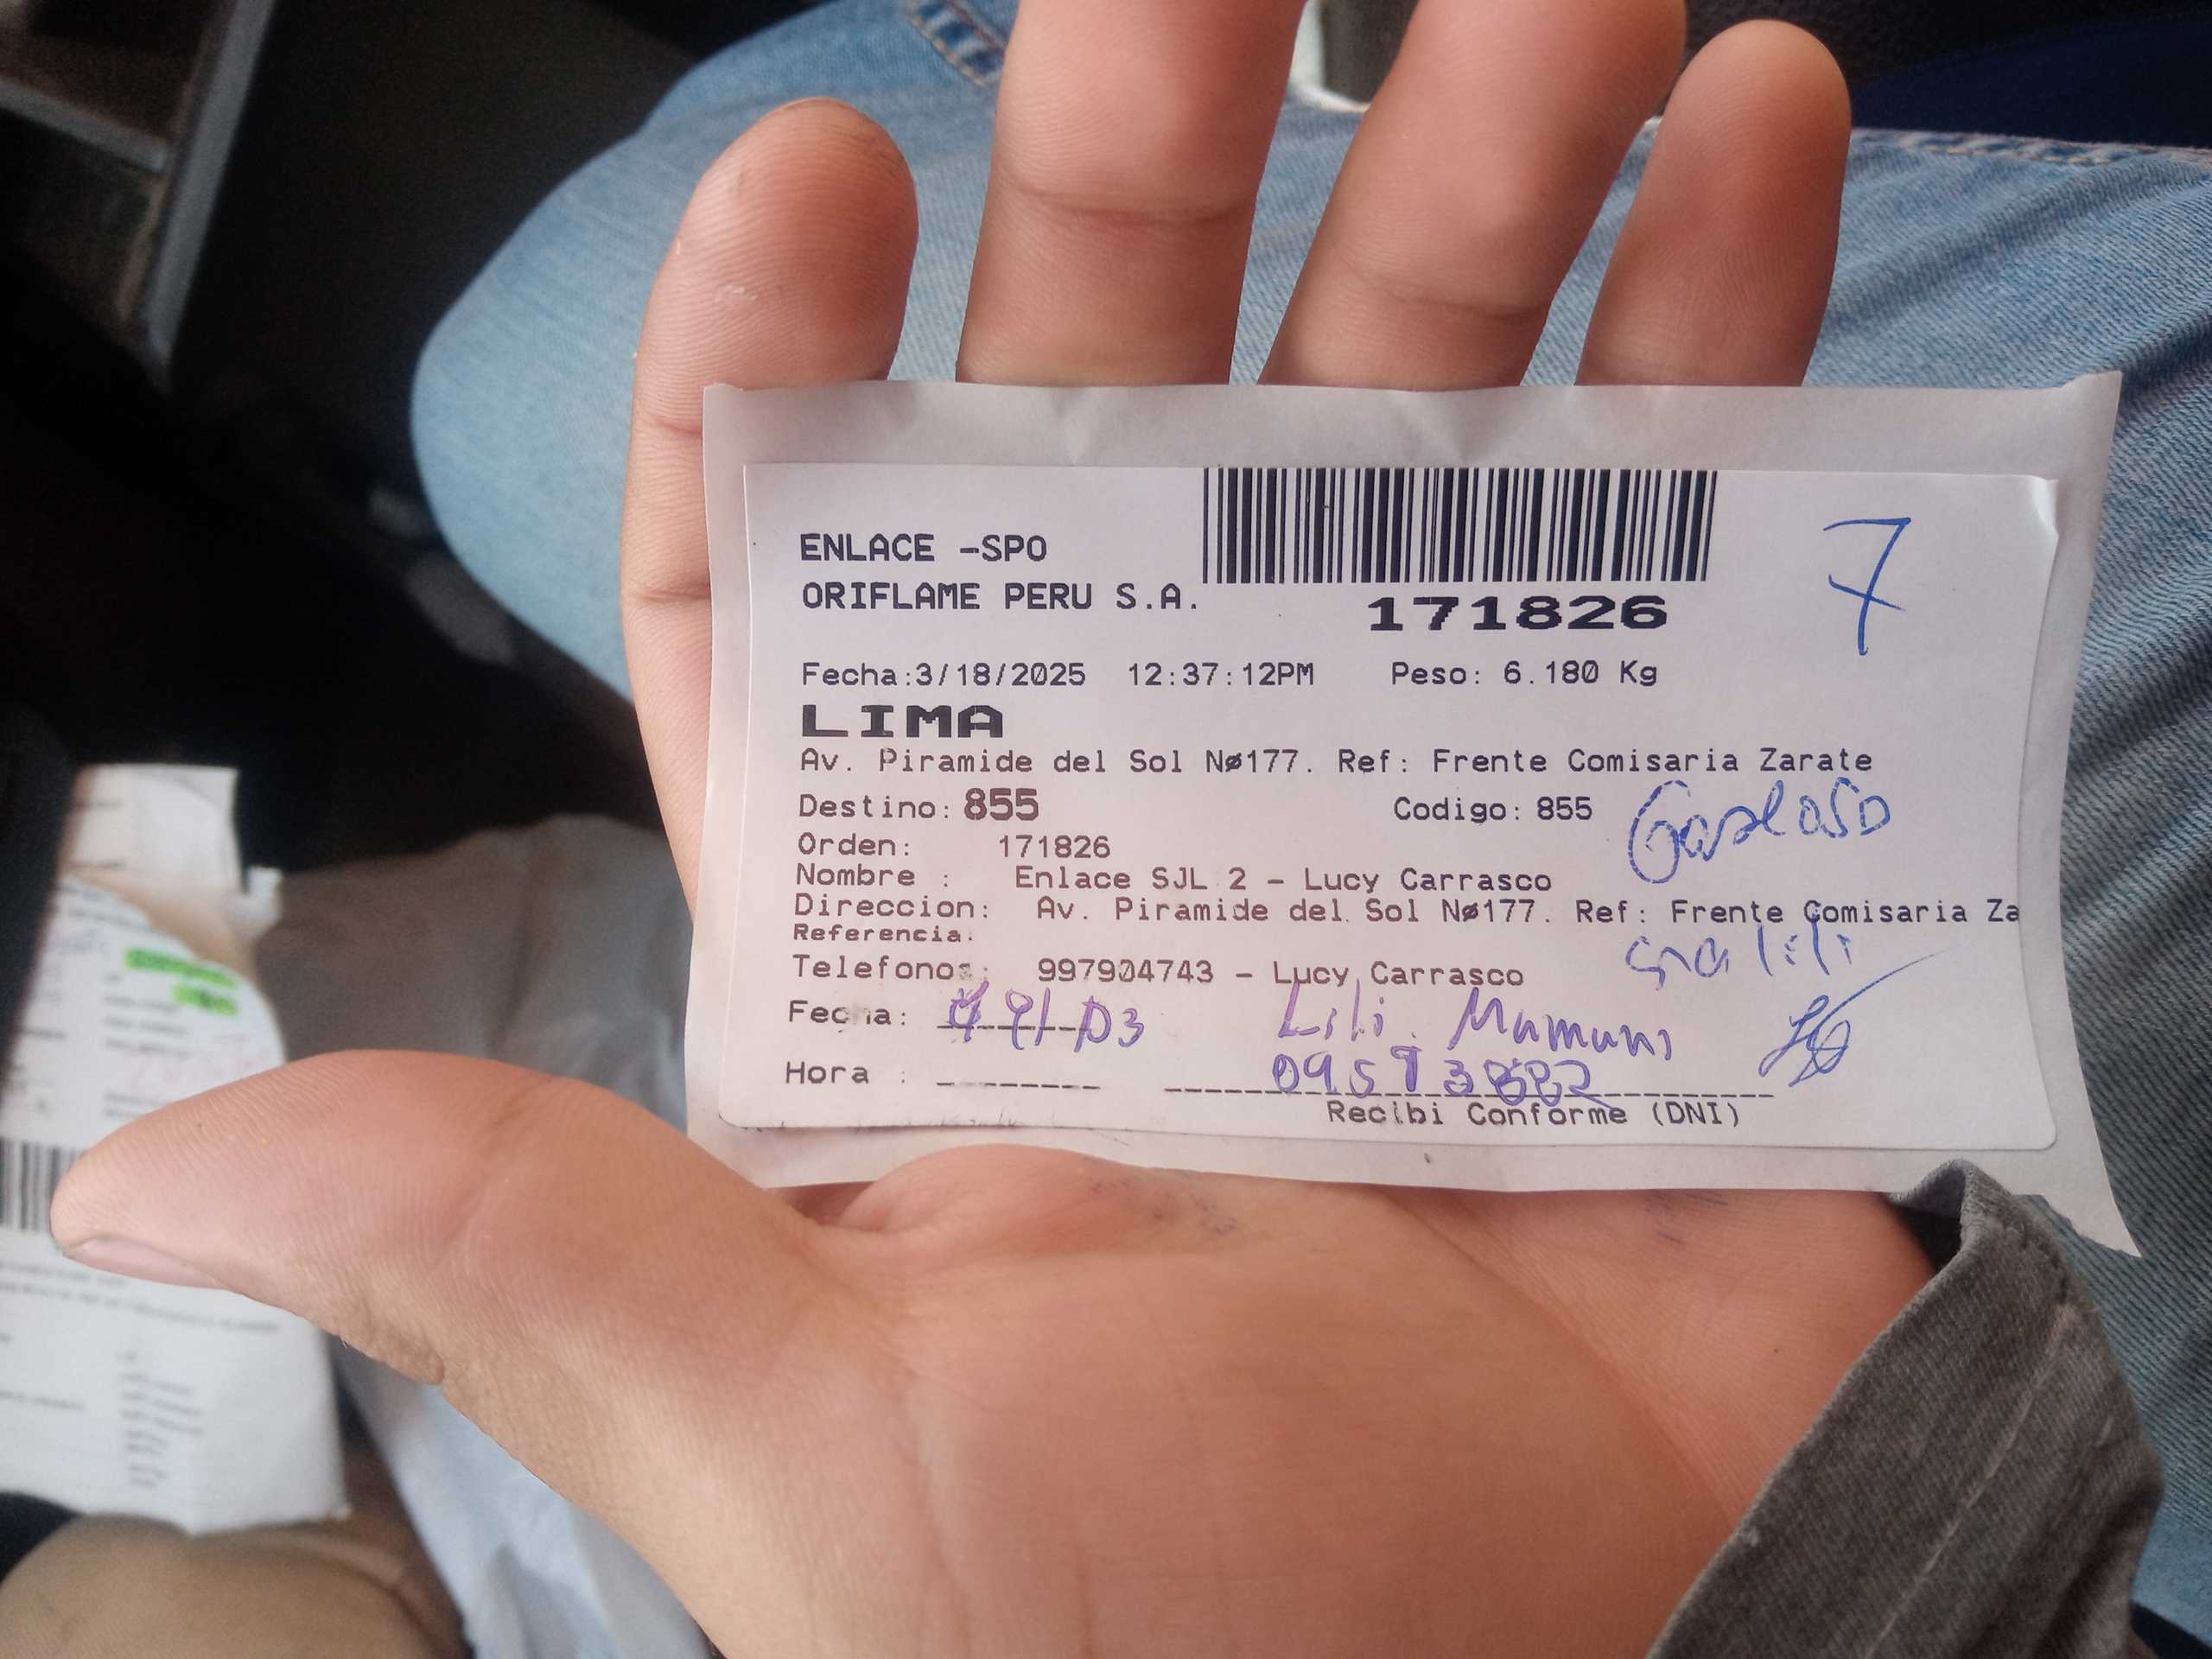 ENLACE -SPO
ORIFLAME PERU S.A.
171826
7
Fecha:3/18/2025 12:37:12PM Peso: 6.180 Kg
LIMA
Av. Piramide del Sol Nø177. Ref: Frente Comisaria Zarate
Destino: 855 Codigo: 855
Orden: 171826
Nombre : Enlace SJL 2 - Lucy Carrasco
Direccion: Av. Piramide del Sol Nø177. Ref: Frente Comisaria Za
Referencia:
Telefonos: 997904743 - Lucy Carrasco
Fecha: Lili Mamani
Hora :
Recibi Conforme (DNI)